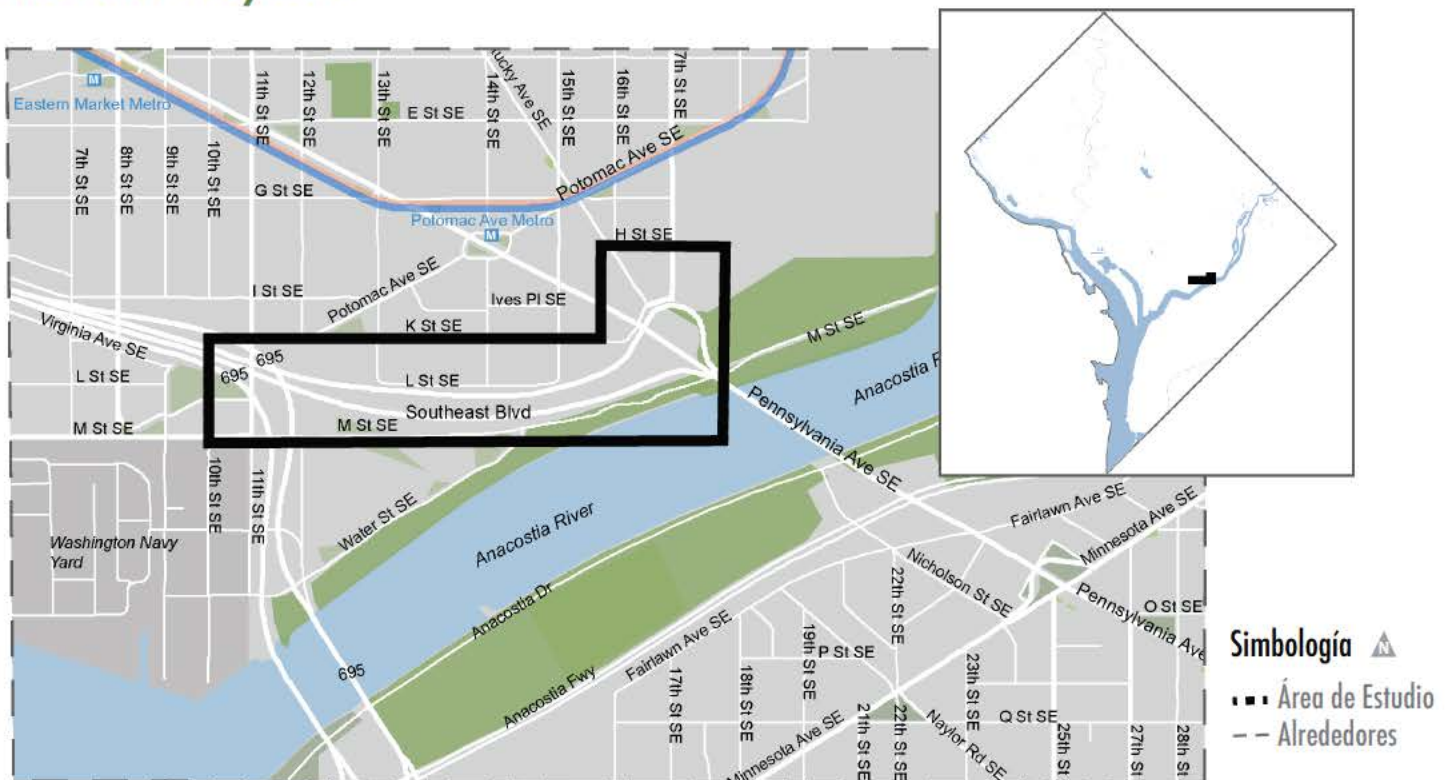 Eastern Market Metro
M
7th St SE
8th St SE
9th St SE
10th St SE
11th St SE
12th St SE
13th St SE
14th St SE
ucky Ave SE
15th St SE
16th St SE
7th St SE
E St SE
G St SE
Potomac Ave SE
Potomac Ave Metro
M
H St SE
I St SE
Potomac Ave SE
Ives Pl SE
K St SE
Virginia Ave SE
695
695
L St SE
L St SE
Southeast Blvd
M St SE
M St SE
M St SE
Anacostia
Pennsylvania Ave SE
10th St SE
11th St SE
Water St SE
Anacostia River
Washington Navy
Yard
Anacostia Dr
695
Anacostia Fwy
Fairlawn Ave SE
Fairlawn Ave SE
Minnesota Ave SE
Nicholson St SE
Pennsylvania Ave
O St SE
22th St SE
19th St SE
P St SE
17th St SE
18th St SE
23th St SE
Q St SE
21th St SE
22th St SE
Naylor Rd SE
Minnesota Ave SE
25th St
27th St
28th St
Simbología
N
Área de Estudio
Alrededores